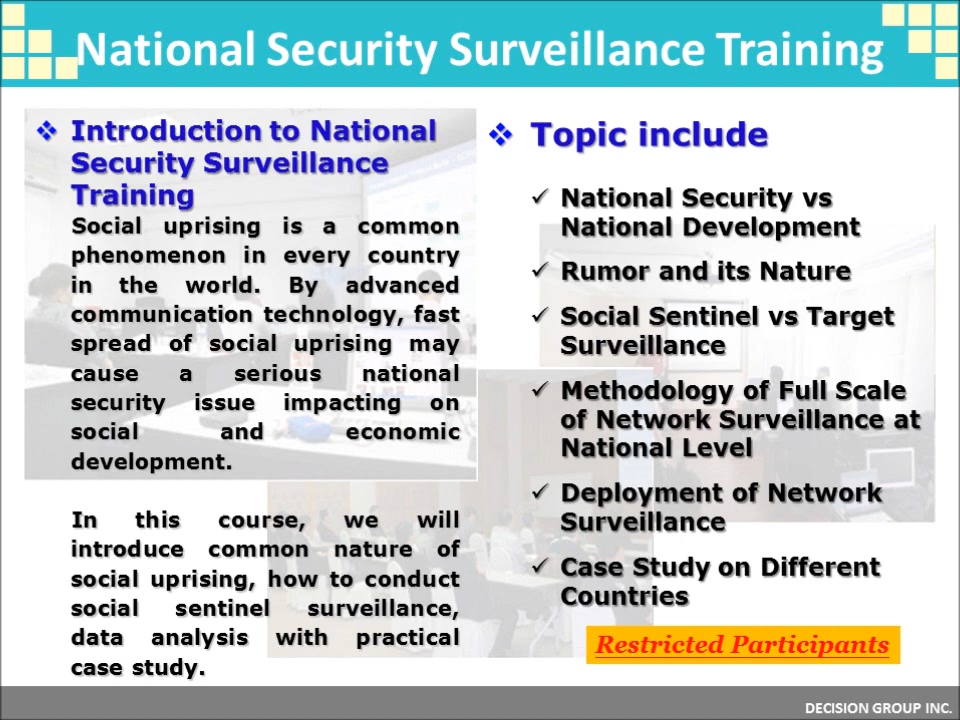 National Security Surveillance Training
Introduction to National
Security Surveillance
Training
Social uprising is a common
phenomenon in every country
in the world. By advanced
communication technology, fast
spread of social uprising may
cause a serious national
security issue impacting on
social and economic
development.
In this course, we will
introduce common nature of
social uprising, how to conduct
social sentinel surveillance,
data analysis with practical
case study.
Topic include
National Security vs
National Development
Rumor and its Nature
Social Sentinel vs Target
Surveillance
Methodology of Full Scale
of Network Surveillance at
National Level
Deployment of Network
Surveillance
Case Study on Different
Countries
Restricted Participants
DECISION GROUP INC.